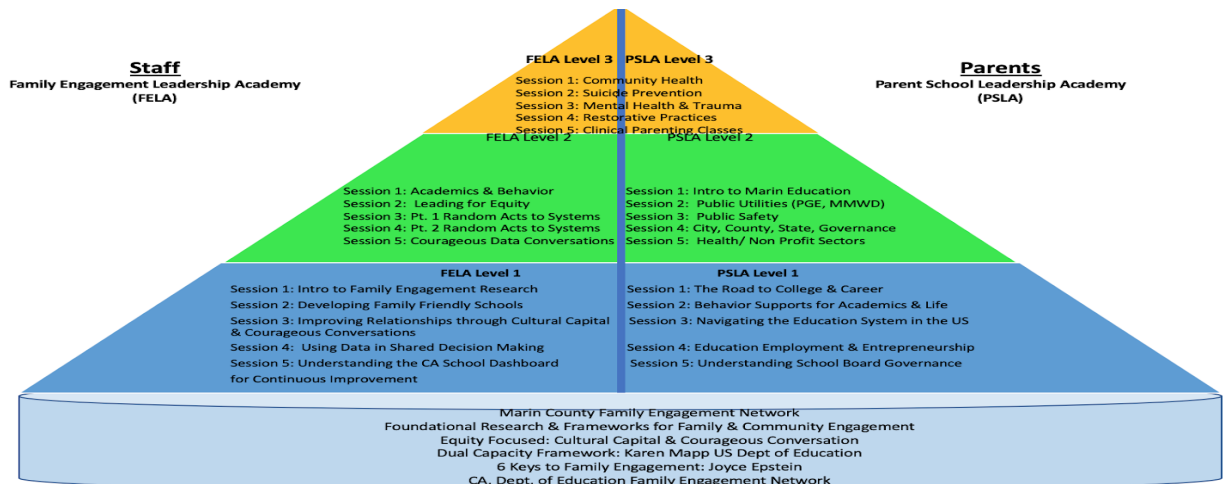 Staff
Family Engagement Leadership Academy
(FELA)
Parents
Parent School Leadership Academy
(PSLA)
FELA Level 3
PSLA Level 3
Session 1: Community Health
Session 2: Suicide Prevention
Session 3: Mental Health & Trauma
Session 4: Restorative Practices
Session 5: Clinical Parenting Classes
FELA Level 2
Session 1: Academics & Behavior
Session 2: Leading for Equity
Session 3: Pt. 1 Random Acts to Systems
Session 4: Pt. 2 Random Acts to Systems
Session 5: Courageous Data Conversations
PSLA Level 2
Session 1: Intro to Marin Education
Session 2: Public Utilities (PGE, MMWD)
Session 3: Public Safety
Session 4: City, County, State, Governance
Session 5: Health/ Non Profit Sectors
FELA Level 1
Session 1: Intro to Family Engagement Research
Session 2: Developing Family Friendly Schools
Session 3: Improving Relationships through Cultural Capital
& Courageous Conversations
Session 4: Using Data in Shared Decision Making
Session 5: Understanding the CA School Dashboard
for Continuous Improvement
PSLA Level 1
Session 1: The Road to College & Career
Session 2: Behavior Supports for Academics & Life
Session 3: Navigating the Education System in the US
Session 4: Education Employment & Entrepreneurship
Session 5: Understanding School Board Governance
Marin County Family Engagement Network
Foundational Research & Frameworks for Family & Community Engagement
Equity Focused: Cultural Capital & Courageous Conversation
Dual Capacity Framework: Karen Mapp US Dept of Education
6 Keys to Family Engagement: Joyce Epstein
CA. Dept. of Education Family Engagement Network